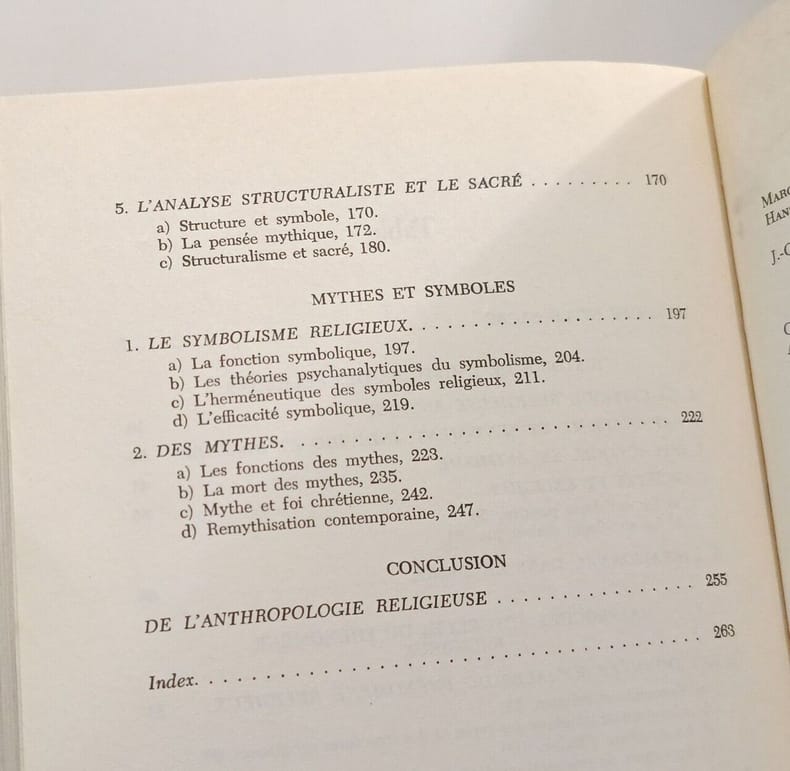 5. L'ANALYSE STRUCTURALISTE ET LE SACRÉ . . . . . . . . . 170
a) Structure et symbole, 170.
b) La pensée mythique, 172.
c) Structuralisme et sacré, 180.
MYTHES ET SYMBOLES
1. LE SYMBOLISME RELIGIEUX. . . . . . . . . . . . . . . . . . . . 197
a) La fonction symbolique, 197.
b) Les théories psychanalytiques du symbolisme, 204.
c) L'herméneutique des symboles religieux, 211.
d) L'efficacité symbolique, 219.
2. DES MYTHES. . . . . . . . . . . . . . . . . . . . . . . . . . . . 222
a) Les fonctions des mythes, 223.
b) La mort des mythes, 235.
c) Mythe et foi chrétienne, 242.
d) Remythisation contemporaine, 247.
CONCLUSION
DE L'ANTHROPOLOGIE RELIGIEUSE . . . . . . . . . . . . . . . 255
Index. . . . . . . . . . . . . . . . . . . . . . . . . . . . . . . . . . . . 263